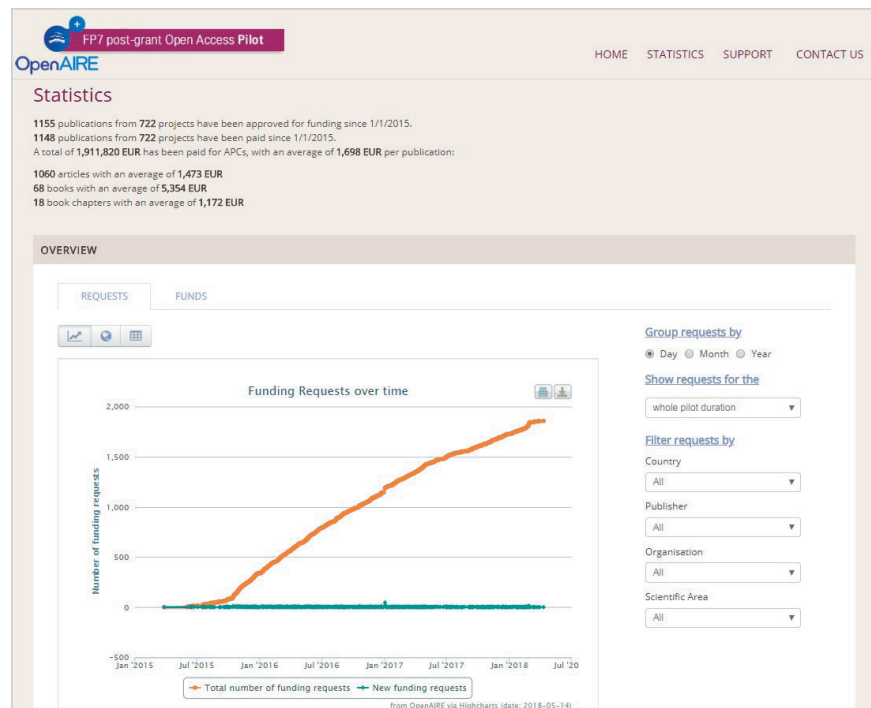 FP7 post-grant Open Access Pilot
OpenAIRE
HOME STATISTICS SUPPORT CONTACT US
Statistics
1155 publications from 722 projects have been approved for funding since 1/1/2015.
1148 publications from 722 projects have been paid since 1/1/2015.
A total of 1,911,820 EUR has been paid for APCs, with an average of 1,698 EUR per publication:
1060 articles with an average of 1,473 EUR
68 books with an average of 5,354 EUR
18 book chapters with an average of 1,172 EUR
OVERVIEW
REQUESTS FUNDS
Funding Requests over time
Number of funding requests
2,000
1,500
1,000
500
0
-500
Jan '2015 Jul '2015 Jan '2016 Jul '2016 Jan '2017 Jul '2017 Jan '2018 Jul '20
Total number of funding requests New funding requests
from OpenAIRE via Highcharts (date: 2018-05-14)
Group requests by
Day Month Year
Show requests for the
whole pilot duration
Filter requests by
Country
All
Publisher
All
Organisation
All
Scientific Area
All